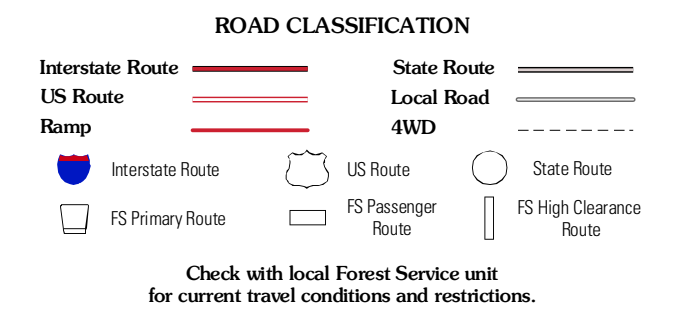 ROAD CLASSIFICATION
Interstate Route
State Route
US Route
Local Road
Ramp
4WD
Interstate Route
US Route
State Route
FS Primary Route
FS Passenger
Route
FS High Clearance
Route
Check with local Forest Service unit
for current travel conditions and restrictions.